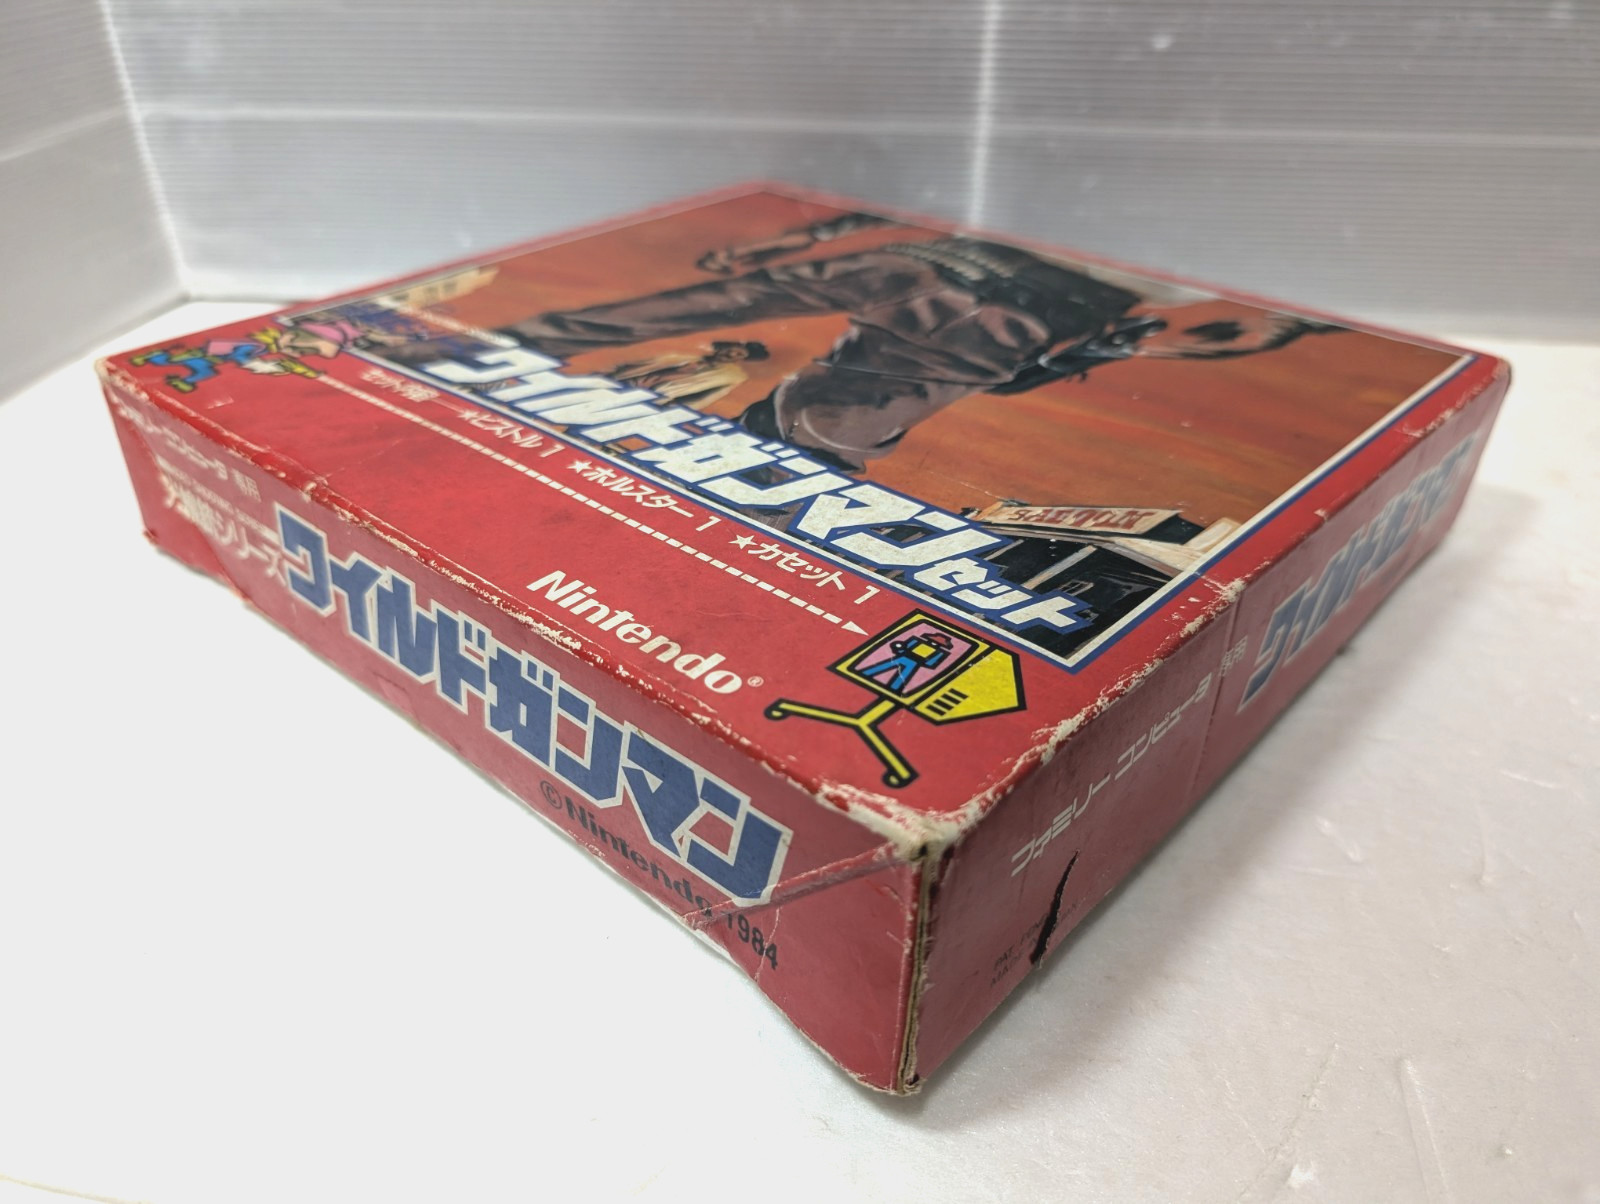 ワイルドガンマンセット
セット内容――★ピストル1 ★ホルスター1 ★カセット1
Nintendo®
ファミリー コンピュータ 専用
光線銃シリーズ
ワイルドガンマン
©Nintendo 1984
ファミリー コンピュータ 専用
ワイルドガンマン